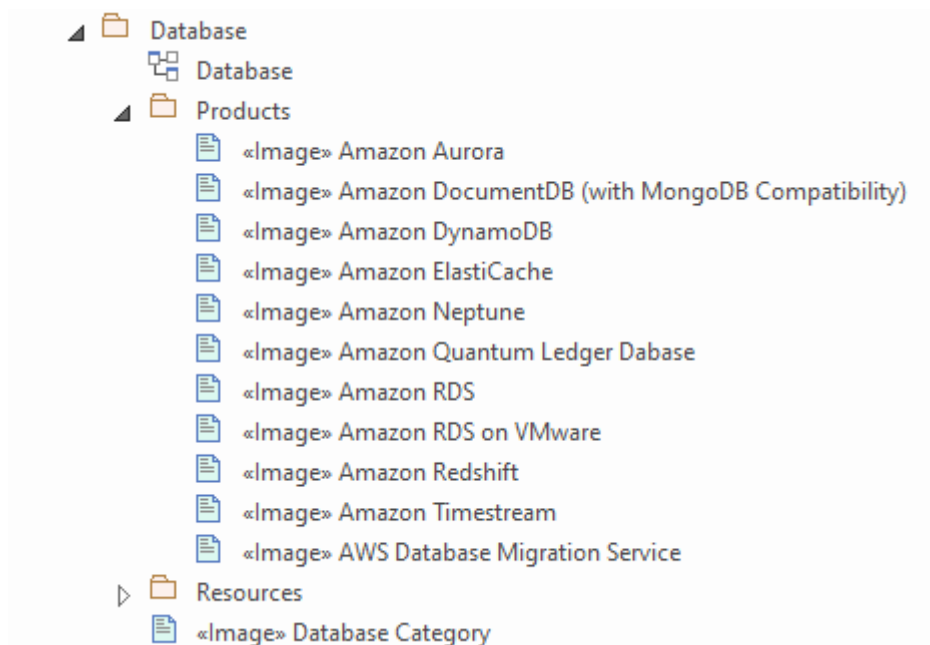 Database
Database
Products
«Image» Amazon Aurora
«Image» Amazon DocumentDB (with MongoDB Compatibility)
«Image» Amazon DynamoDB
«Image» Amazon ElastiCache
«Image» Amazon Neptune
«Image» Amazon Quantum Ledger Dabase
«Image» Amazon RDS
«Image» Amazon RDS on VMware
«Image» Amazon Redshift
«Image» Amazon Timestream
«Image» AWS Database Migration Service
Resources
«Image» Database Category